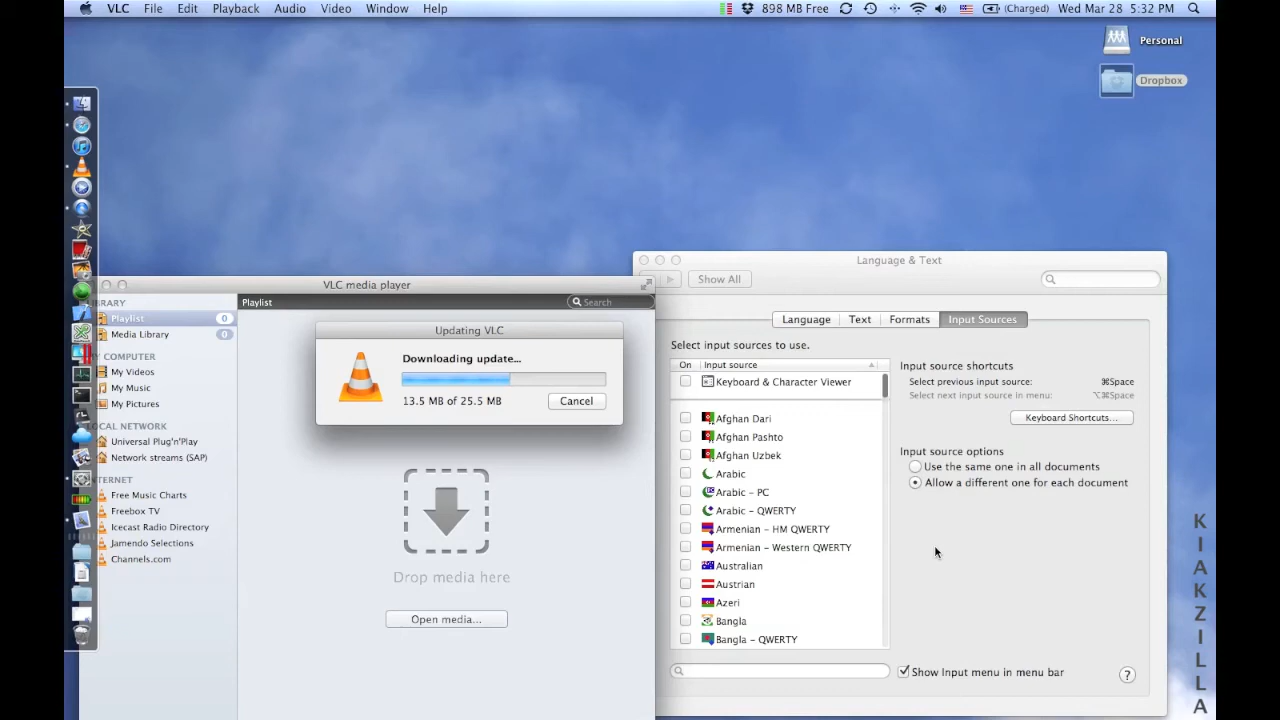 VLC File Edit Playback Audio Video Window Help
898 MB Free (Charged) Wed Mar 28 5:32 PM
Personal
Dropbox
VLC media player
LIBRARY
Playlist 0
Media Library 0
MY COMPUTER
My Videos
My Music
My Pictures
LOCAL NETWORK
Universal Plug'n'Play
Network streams (SAP)
INTERNET
Free Music Charts
Freebox TV
Icecast Radio Directory
Jamendo Selections
Channels.com
Playlist
Search
Updating VLC
Downloading update...
13.5 MB of 25.5 MB
Cancel
Drop media here
Open media...
Language & Text
Show All
Language Text Formats Input Sources
Select input sources to use.
On Input source
Keyboard & Character Viewer
Afghan Dari
Afghan Pashto
Afghan Uzbek
Arabic
Arabic – PC
Arabic – QWERTY
Armenian – HM QWERTY
Armenian – Western QWERTY
Australian
Austrian
Azeri
Bangla
Bangla – QWERTY
Input source shortcuts
Select previous input source: ⌘Space
Select next input source in menu: ⌥⌘Space
Keyboard Shortcuts...
Input source options
Use the same one in all documents
Allow a different one for each document
Show Input menu in menu bar
?
KIAKZILLA